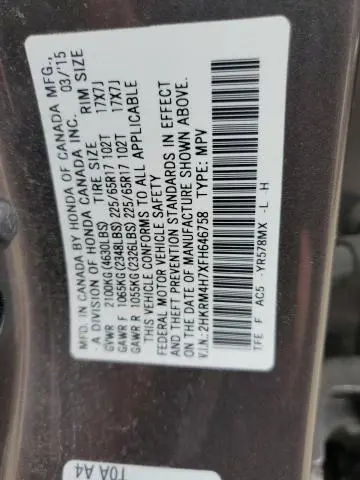 MFD. IN CANADA BY HONDA OF CANADA MFG.,
-A DIVISION OF HONDA CANADA INC. 03/'15
TIRE SIZE RIM SIZE
GVWR 2100KG(4630LBS)
GAWR F 1065KG(2348LBS) 225/65R17 102T 17X7J
GAWR R 1055KG(2326LBS) 225/65R17 102T 17X7J
THIS VEHICLE CONFORMS TO ALL APPLICABLE
FEDERAL MOTOR VEHICLE SAFETY
AND THEFT PREVENTION STANDARDS IN EFFECT
ON THE DATE OF MANUFACTURE SHOWN ABOVE.
V.I.N.:2HKRM4H7XFH646758 TYPE: MPV
TFE F AC5 -YR578MX -L H
T0A A4